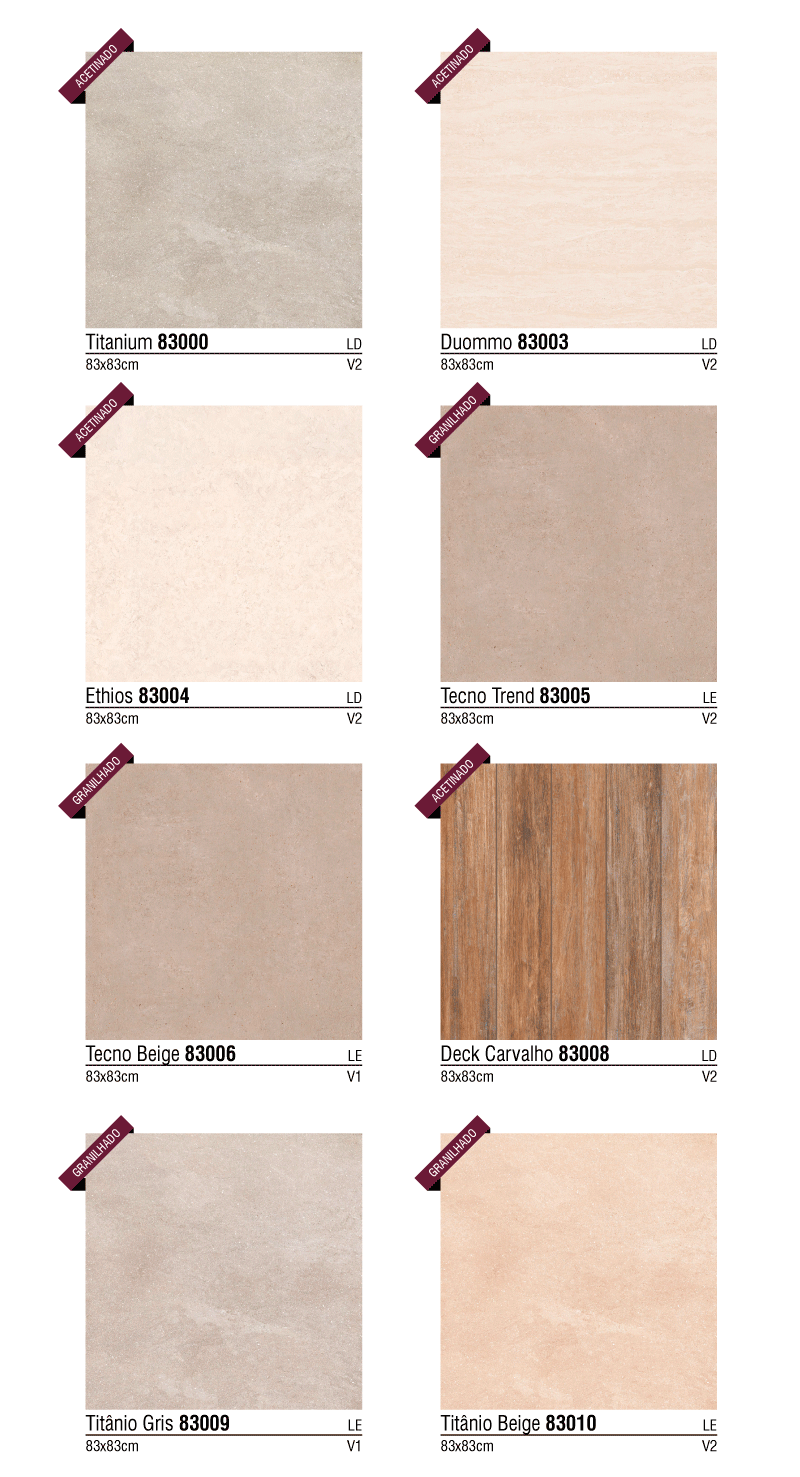 ACETINADO
Titanium 83000 LD
83x83cm V2
ACETINADO
Duommo 83003 LD
83x83cm V2
ACETINADO
Ethios 83004 LD
83x83cm V2
GRANILHADO
Tecno Trend 83005 LE
83x83cm V2
GRANILHADO
Tecno Beige 83006 LE
83x83cm V1
ACETINADO
Deck Carvalho 83008 LD
83x83cm V2
GRANILHADO
Titânio Gris 83009 LE
83x83cm V1
GRANILHADO
Titânio Beige 83010 LE
83x83cm V2